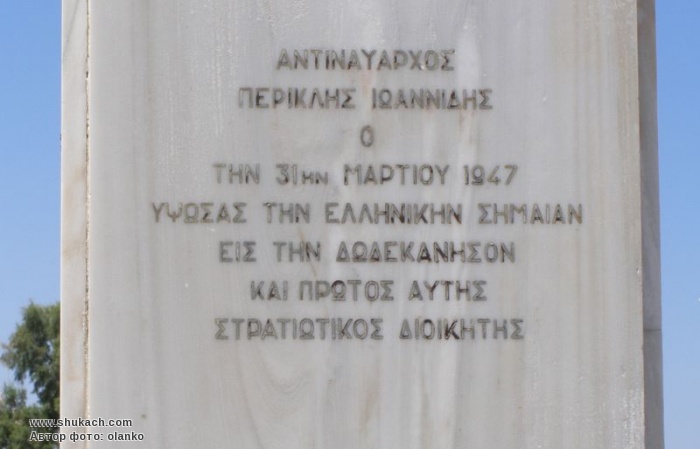 ΑΝΤΙΝΑΥΑΡΧΟΣ
ΠΕΡΙΚΛΗΣ ΙΩΑΝΝΙΔΗΣ
Ο
ΤΗΝ 31ΗΝ ΜΑΡΤΙΟΥ 1947
ΥΨΩΣΑΣ ΤΗΝ ΕΛΛΗΝΙΚΗΝ ΣΗΜΑΙΑΝ
ΕΙΣ ΤΗΝ ΔΩΔΕΚΑΝΗΣΟΝ
ΚΑΙ ΠΡΩΤΟΣ ΑΥΤΗΣ
ΣΤΡΑΤΙΩΤΙΚΟΣ ΔΙΟΙΚΗΤΗΣ
www.shukach.com
Автор фото: olanko